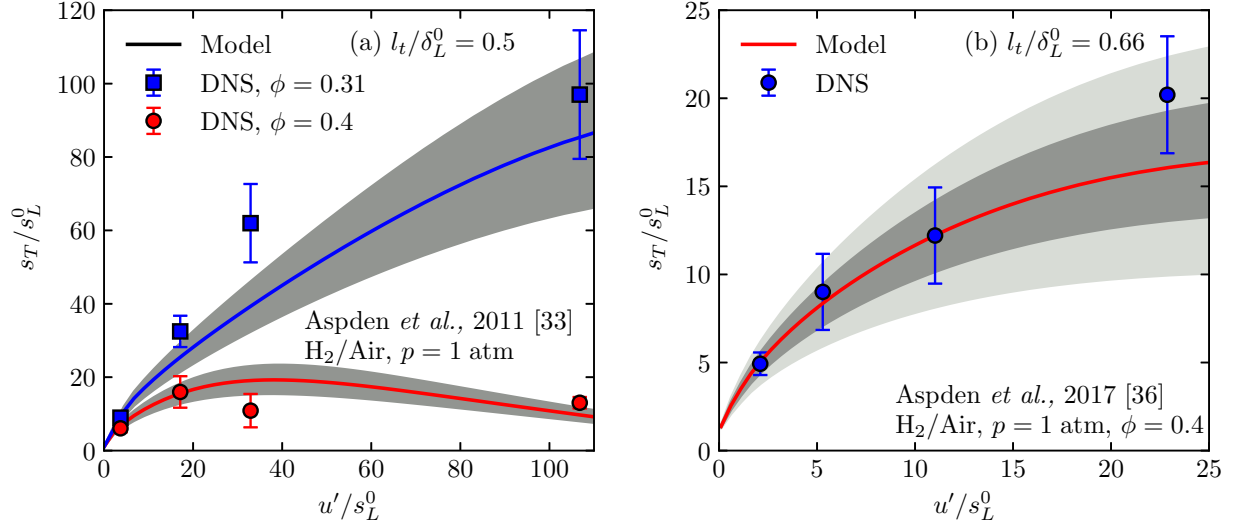 120
100
80
60
40
20
0
s_T/s_L^0
Model
DNS, ϕ = 0.31
DNS, ϕ = 0.4
(a) l_t/δ_L^0 = 0.5
Aspden et al., 2011 [33]
H₂/Air, p = 1 atm
0 20 40 60 80 100
u′/s_L^0
25
20
15
10
5
0
s_T/s_L^0
Model
DNS
(b) l_t/δ_L^0 = 0.66
Aspden et al., 2017 [36]
H₂/Air, p = 1 atm, ϕ = 0.4
0 5 10 15 20 25
u′/s_L^0